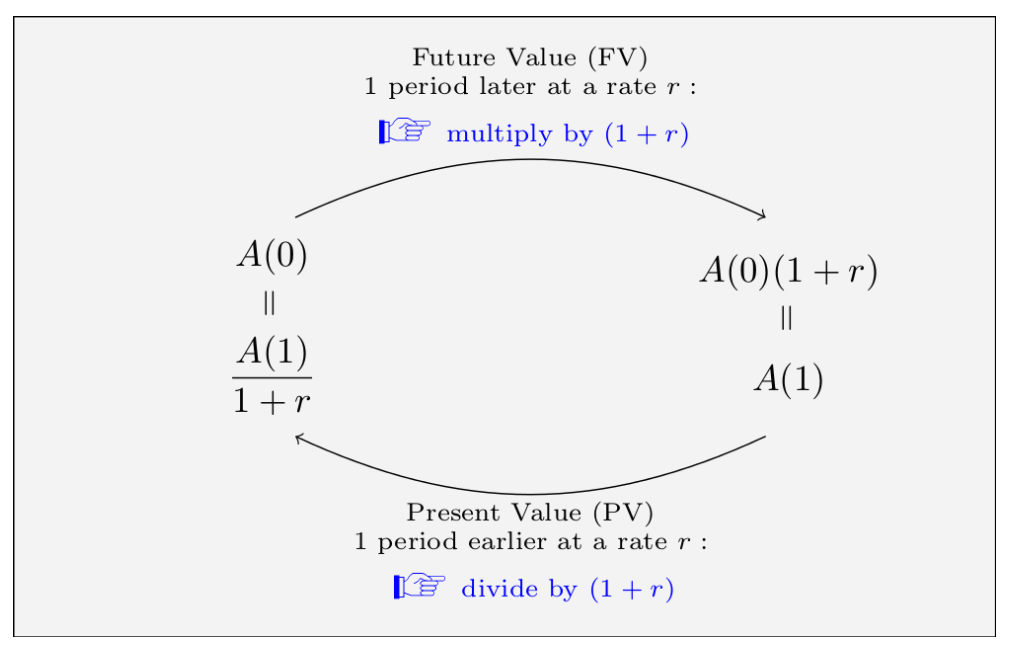 Future Value (FV)
1 period later at a rate r :
☞ multiply by (1 + r)
A(0)
||
A(1)
1 + r
A(0)(1 + r)
||
A(1)
Present Value (PV)
1 period earlier at a rate r :
☞ divide by (1 + r)